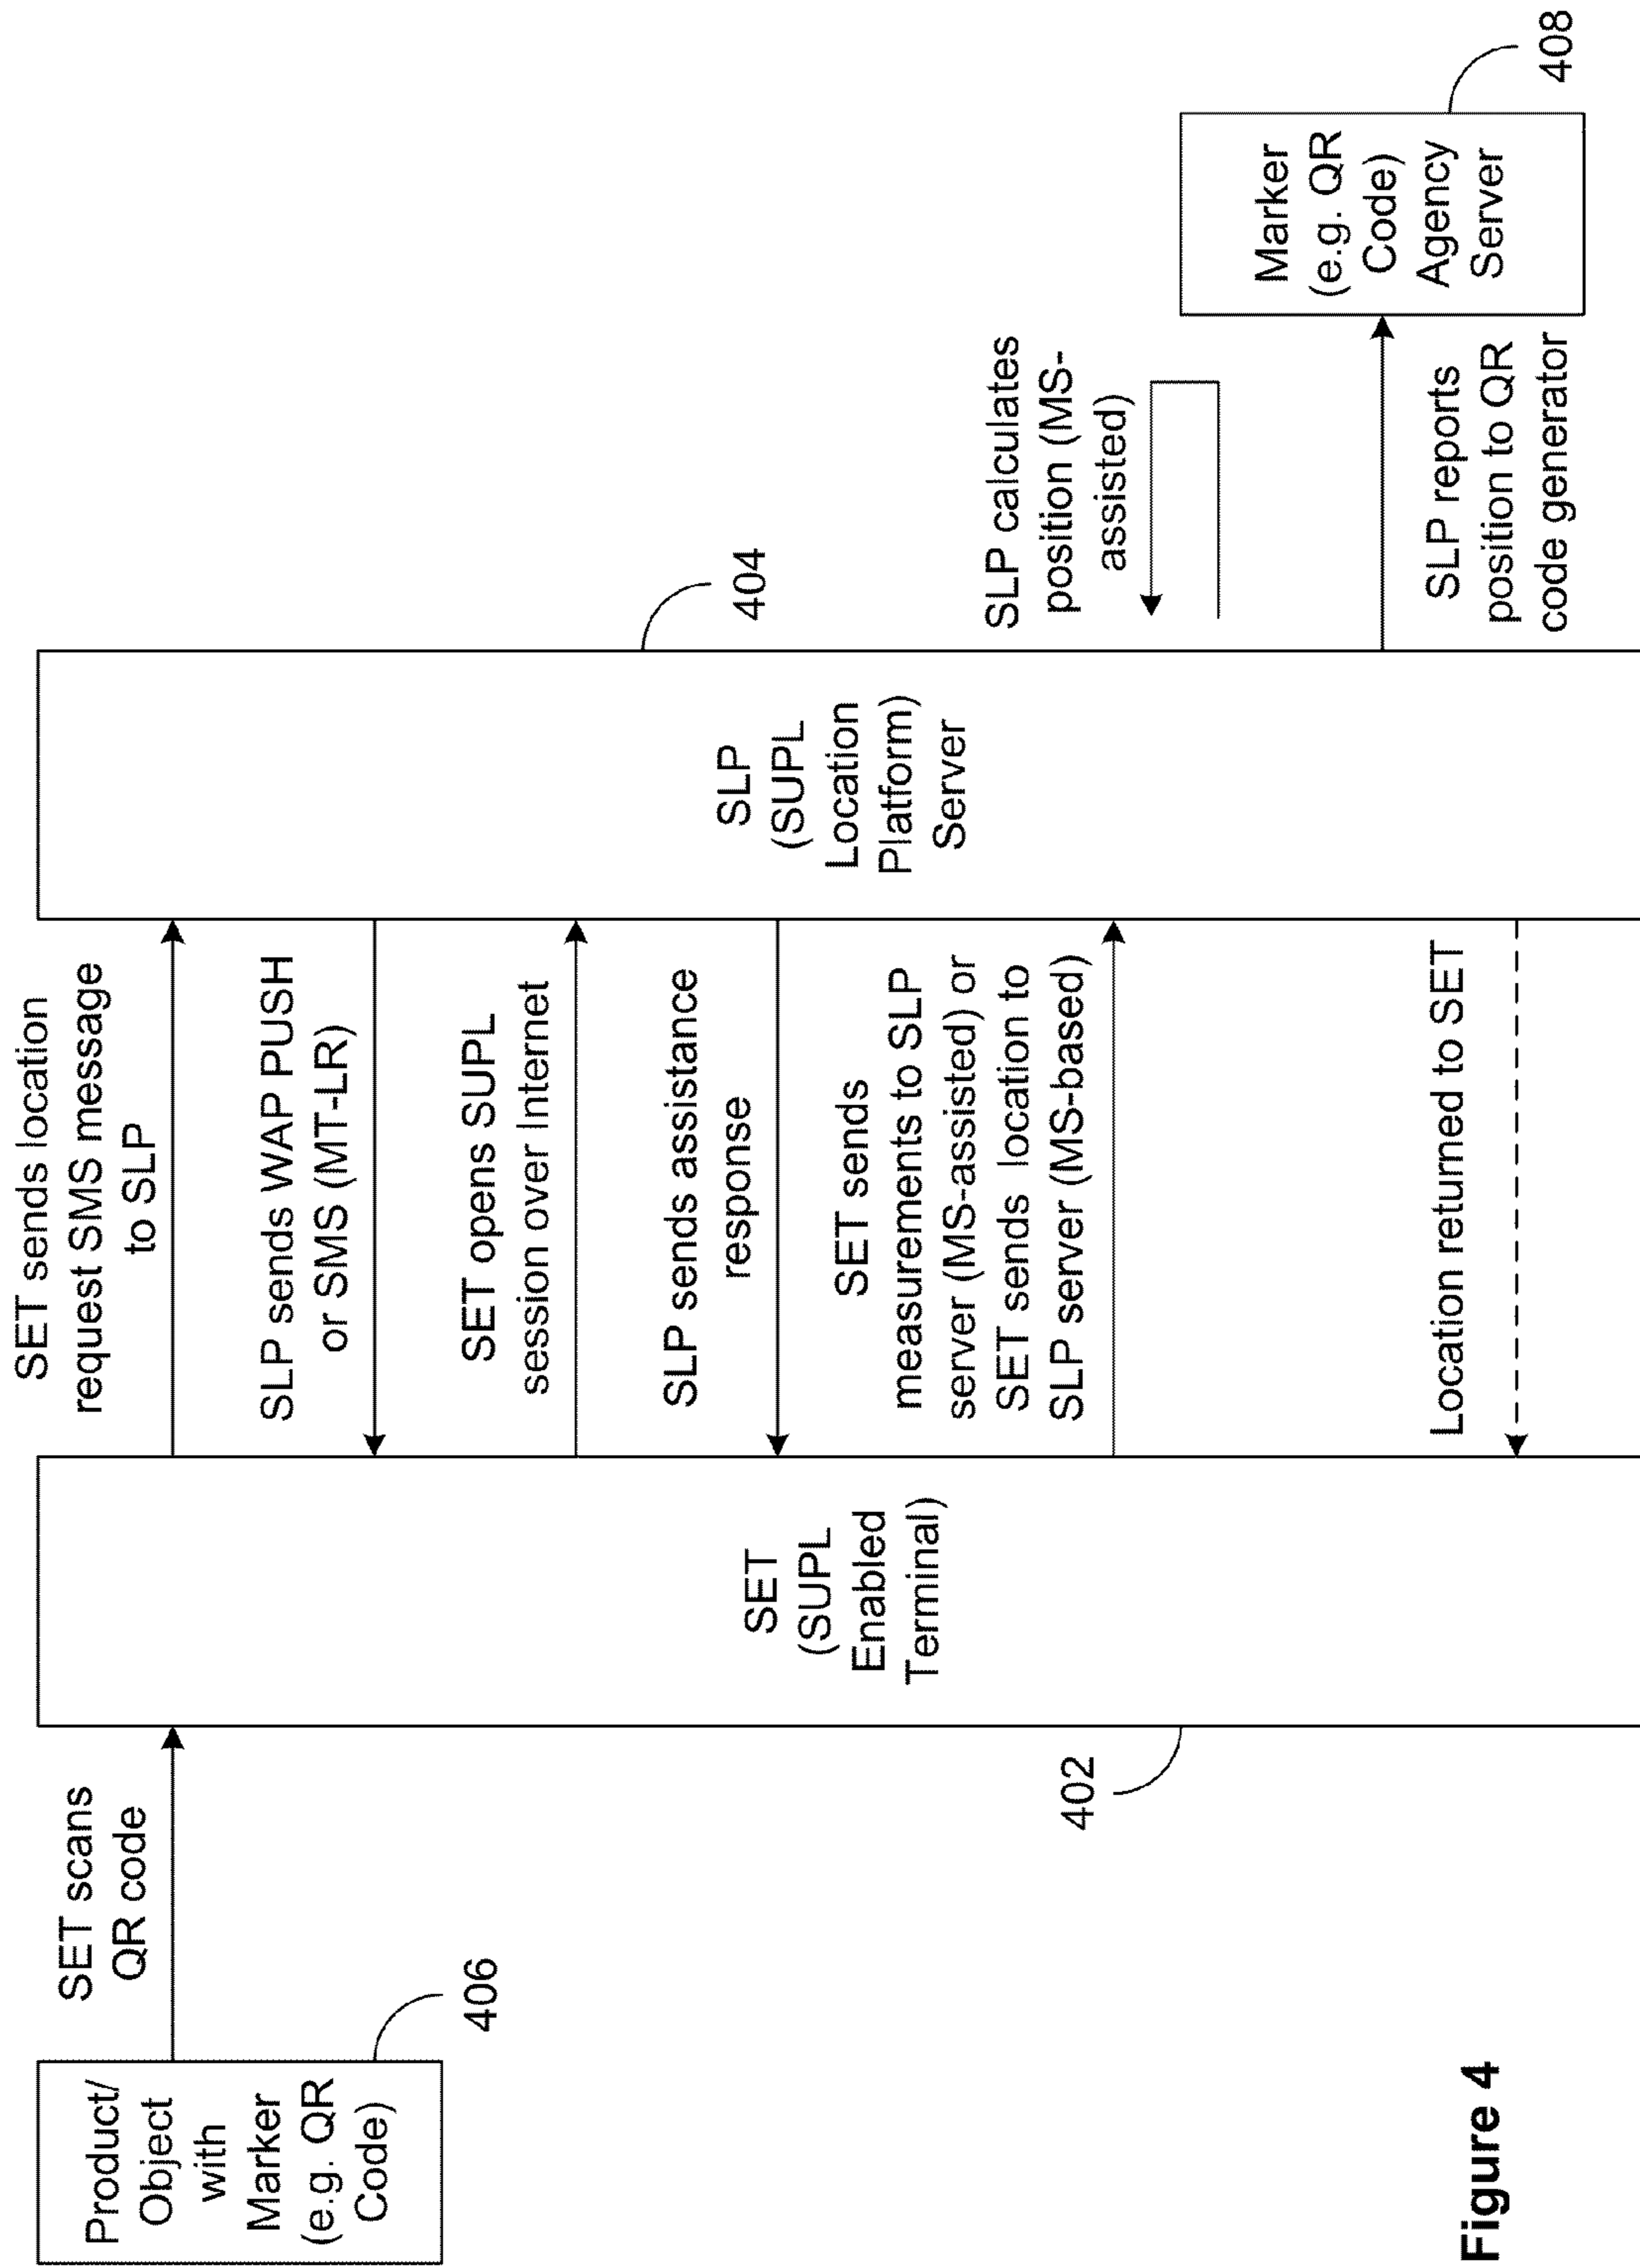 Product/
Object
with
Marker
(e.g. QR
Code)
406
SET scans
QR code
SET
(SUPL
Enabled
Terminal)
402
SET sends location
request SMS message
to SLP
SLP sends WAP PUSH
or SMS (MT-LR)
SET opens SUPL
session over Internet
SLP sends assistance
response
SET sends
measurements to SLP
server (MS-assisted) or
SET sends location to
SLP server (MS-based)
Location returned to SET
SLP
(SUPL
Location
Platform)
Server
404
SLP calculates
position (MS-
assisted)
SLP reports
position to QR
code generator
Marker
(e.g. QR
Code)
Agency
Server
408
Figure 4